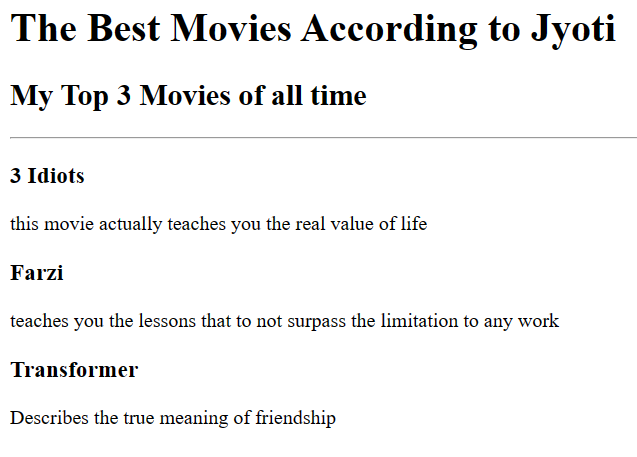 The Best Movies According to Jyoti
My Top 3 Movies of all time
3 Idiots
this movie actually teaches you the real value of life
Farzi
teaches you the lessons that to not surpass the limitation to any work
Transformer
Describes the true meaning of friendship